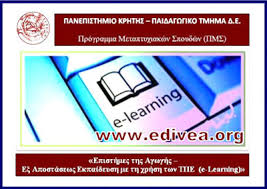 ΠΑΝΕΠΙΣΤΗΜΙΟ ΚΡΗΤΗΣ – ΠΑΙΔΑΓΩΓΙΚΟ ΤΜΗΜΑ Δ.Ε.
Πρόγραμμα Μεταπτυχιακών Σπουδών (ΠΜΣ)
e-learning
www.edivea.org
«Επιστήμες της Αγωγής –
Εξ Αποστάσεως Εκπαίδευση με τη χρήση των ΤΠΕ (e-Learning)»